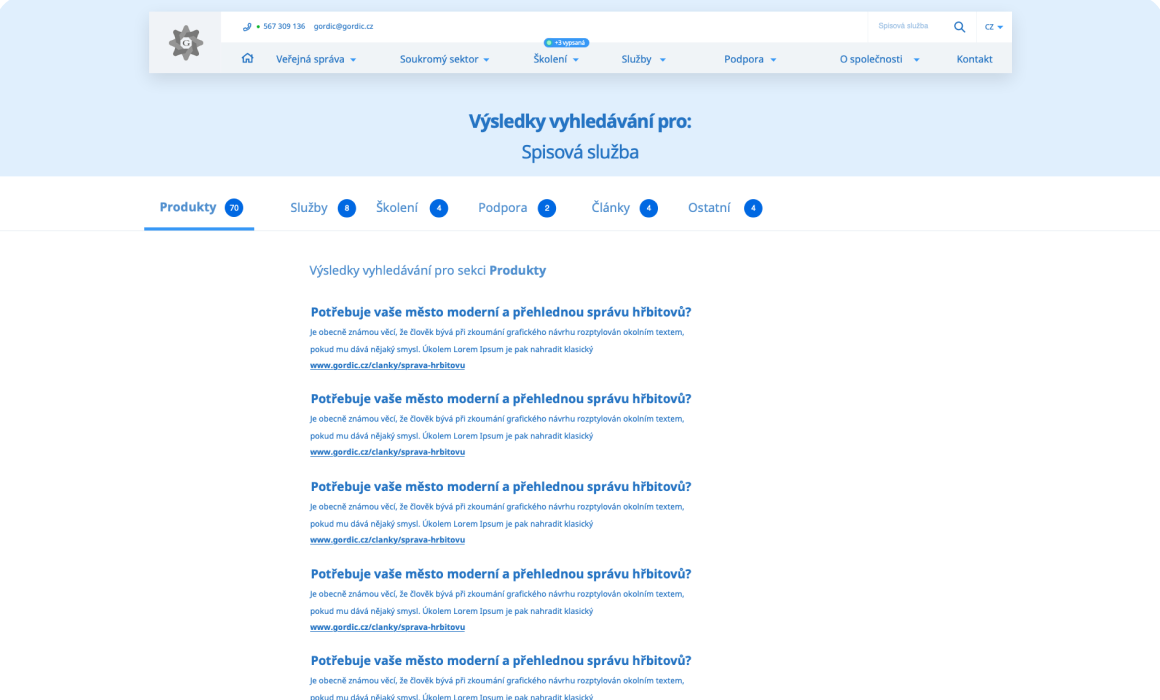 567 309 136 gordic@gordic.cz Spisová služba CZ
G
+3 vypsaná
Veřejná správa Soukromý sektor Školení Služby Podpora O společnosti Kontakt
Výsledky vyhledávání pro:
Spisová služba
Produkty 70 Služby 8 Školení 4 Podpora 2 Články 4 Ostatní 4
Výsledky vyhledávání pro sekci Produkty
Potřebuje vaše město moderní a přehlednou správu hřbitovů?
Je obecně známou věcí, že člověk bývá při zkoumání grafického návrhu rozptylován okolním textem,
pokud mu dává nějaký smysl. Úkolem Lorem Ipsum je pak nahradit klasický
www.gordic.cz/clanky/sprava-hrbitovu
Potřebuje vaše město moderní a přehlednou správu hřbitovů?
Je obecně známou věcí, že člověk bývá při zkoumání grafického návrhu rozptylován okolním textem,
pokud mu dává nějaký smysl. Úkolem Lorem Ipsum je pak nahradit klasický
www.gordic.cz/clanky/sprava-hrbitovu
Potřebuje vaše město moderní a přehlednou správu hřbitovů?
Je obecně známou věcí, že člověk bývá při zkoumání grafického návrhu rozptylován okolním textem,
pokud mu dává nějaký smysl. Úkolem Lorem Ipsum je pak nahradit klasický
www.gordic.cz/clanky/sprava-hrbitovu
Potřebuje vaše město moderní a přehlednou správu hřbitovů?
Je obecně známou věcí, že člověk bývá při zkoumání grafického návrhu rozptylován okolním textem,
pokud mu dává nějaký smysl. Úkolem Lorem Ipsum je pak nahradit klasický
www.gordic.cz/clanky/sprava-hrbitovu
Potřebuje vaše město moderní a přehlednou správu hřbitovů?
Je obecně známou věcí, že člověk bývá při zkoumání grafického návrhu rozptylován okolním textem,
pokud mu dává nějaký smysl. Úkolem Lorem Ipsum je pak nahradit klasický